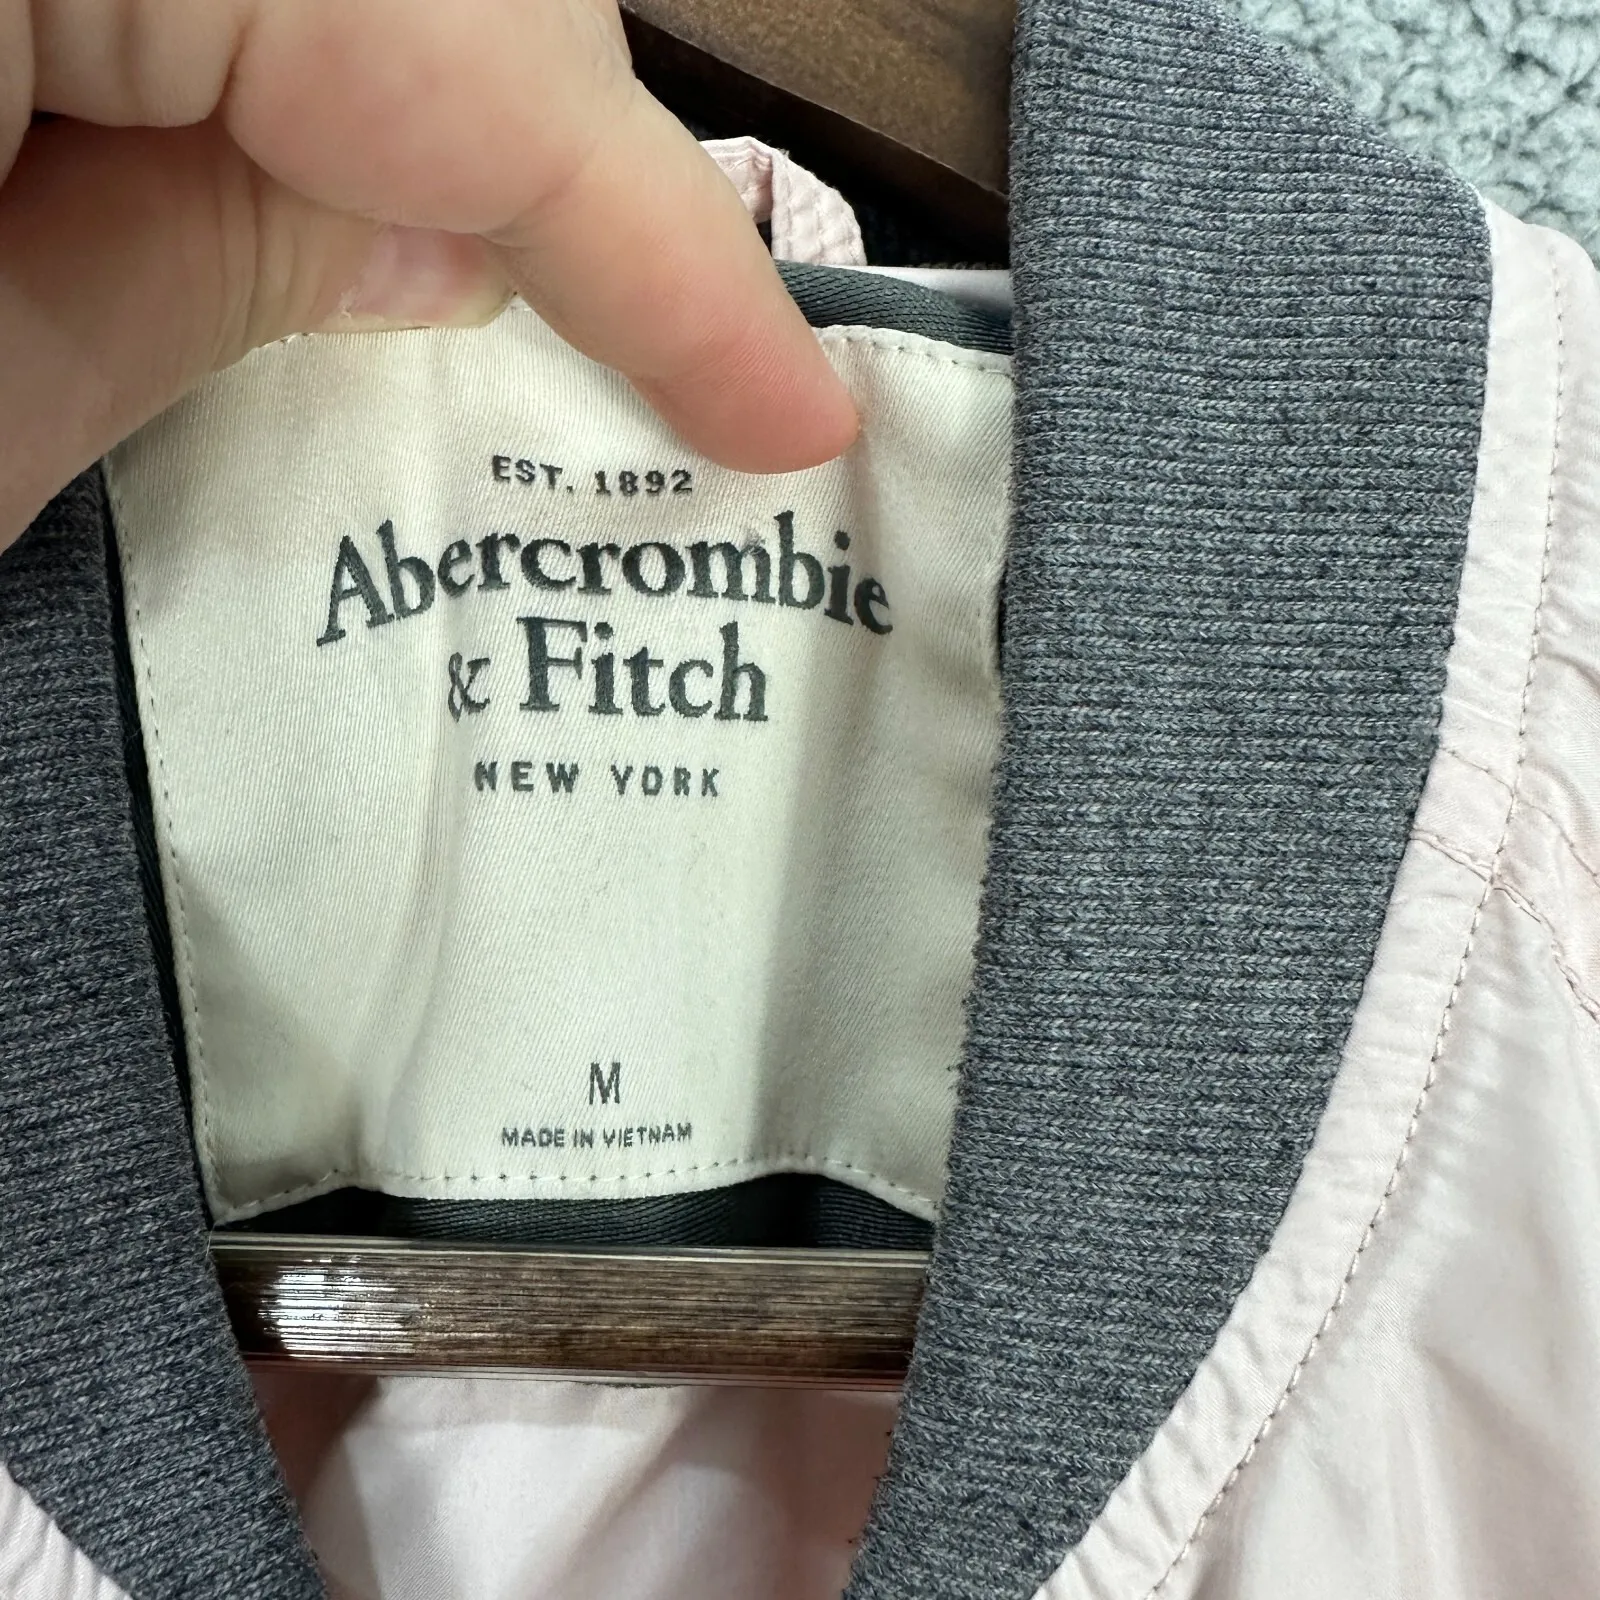 EST. 1892
Abercrombie
& Fitch
NEW YORK
M
MADE IN VIETNAM